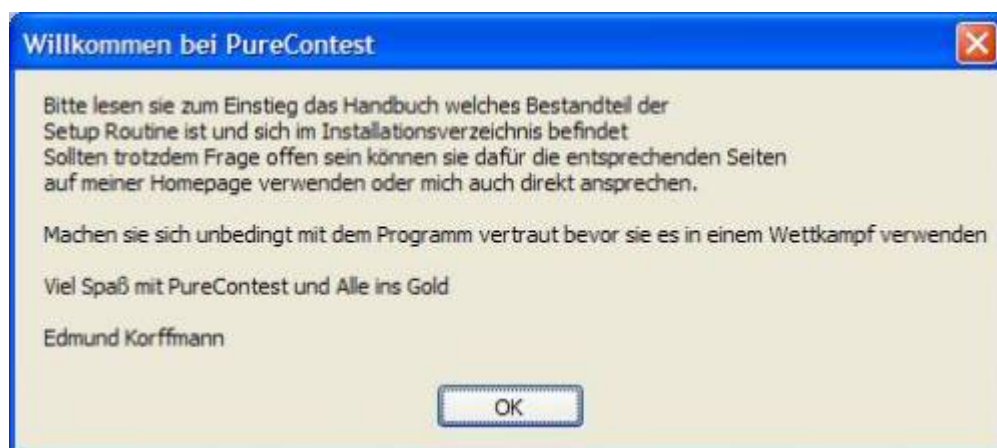 Willkommen bei PureContest
Bitte lesen sie zum Einstieg das Handbuch welches Bestandteil der
Setup Routine ist und sich im Installationsverzeichnis befindet
Sollten trotzdem Frage offen sein können sie dafür die entsprechenden Seiten
auf meiner Homepage verwenden oder mich auch direkt ansprechen.
Machen sie sich unbedingt mit dem Programm vertraut bevor sie es in einem Wettkampf verwenden
Viel Spaß mit PureContest und Alle ins Gold
Edmund Korffmann
OK